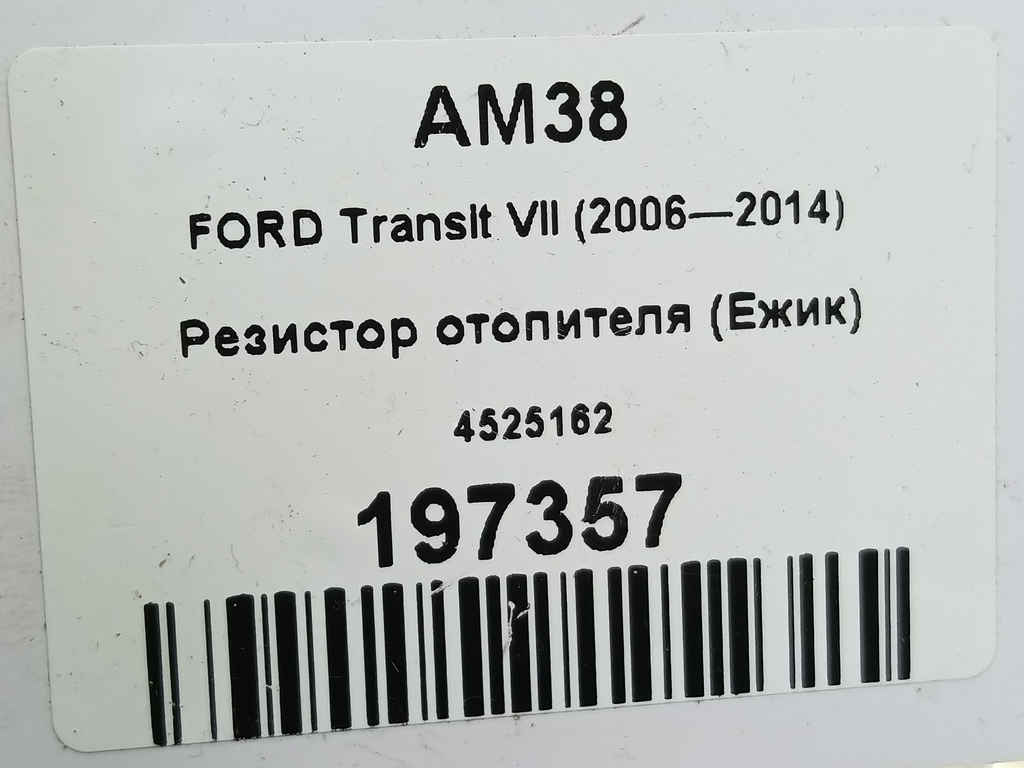 AM38
FORD Transit VII (2006—2014)
Резистор отопителя (Ежик)
4525162
197357